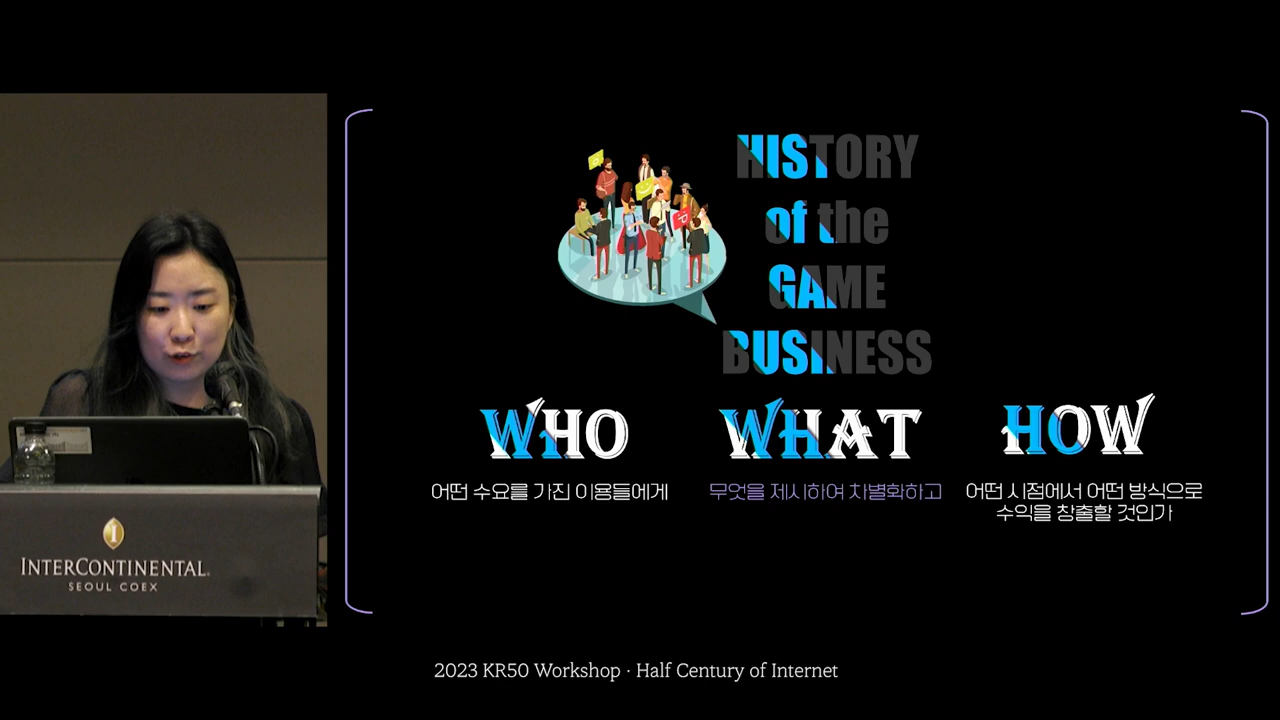 HISTORY
of the
GAME
BUSINESS
WHO
어떤 수요를 가진 이용들에게
WHAT
무엇을 제시하여 차별화하고
HOW
어떤 시점에서 어떤 방식으로
수익을 창출할 것인가
I
INTERCONTINENTAL.
SEOUL COEX
2023 KR50 Workshop · Half Century of Internet